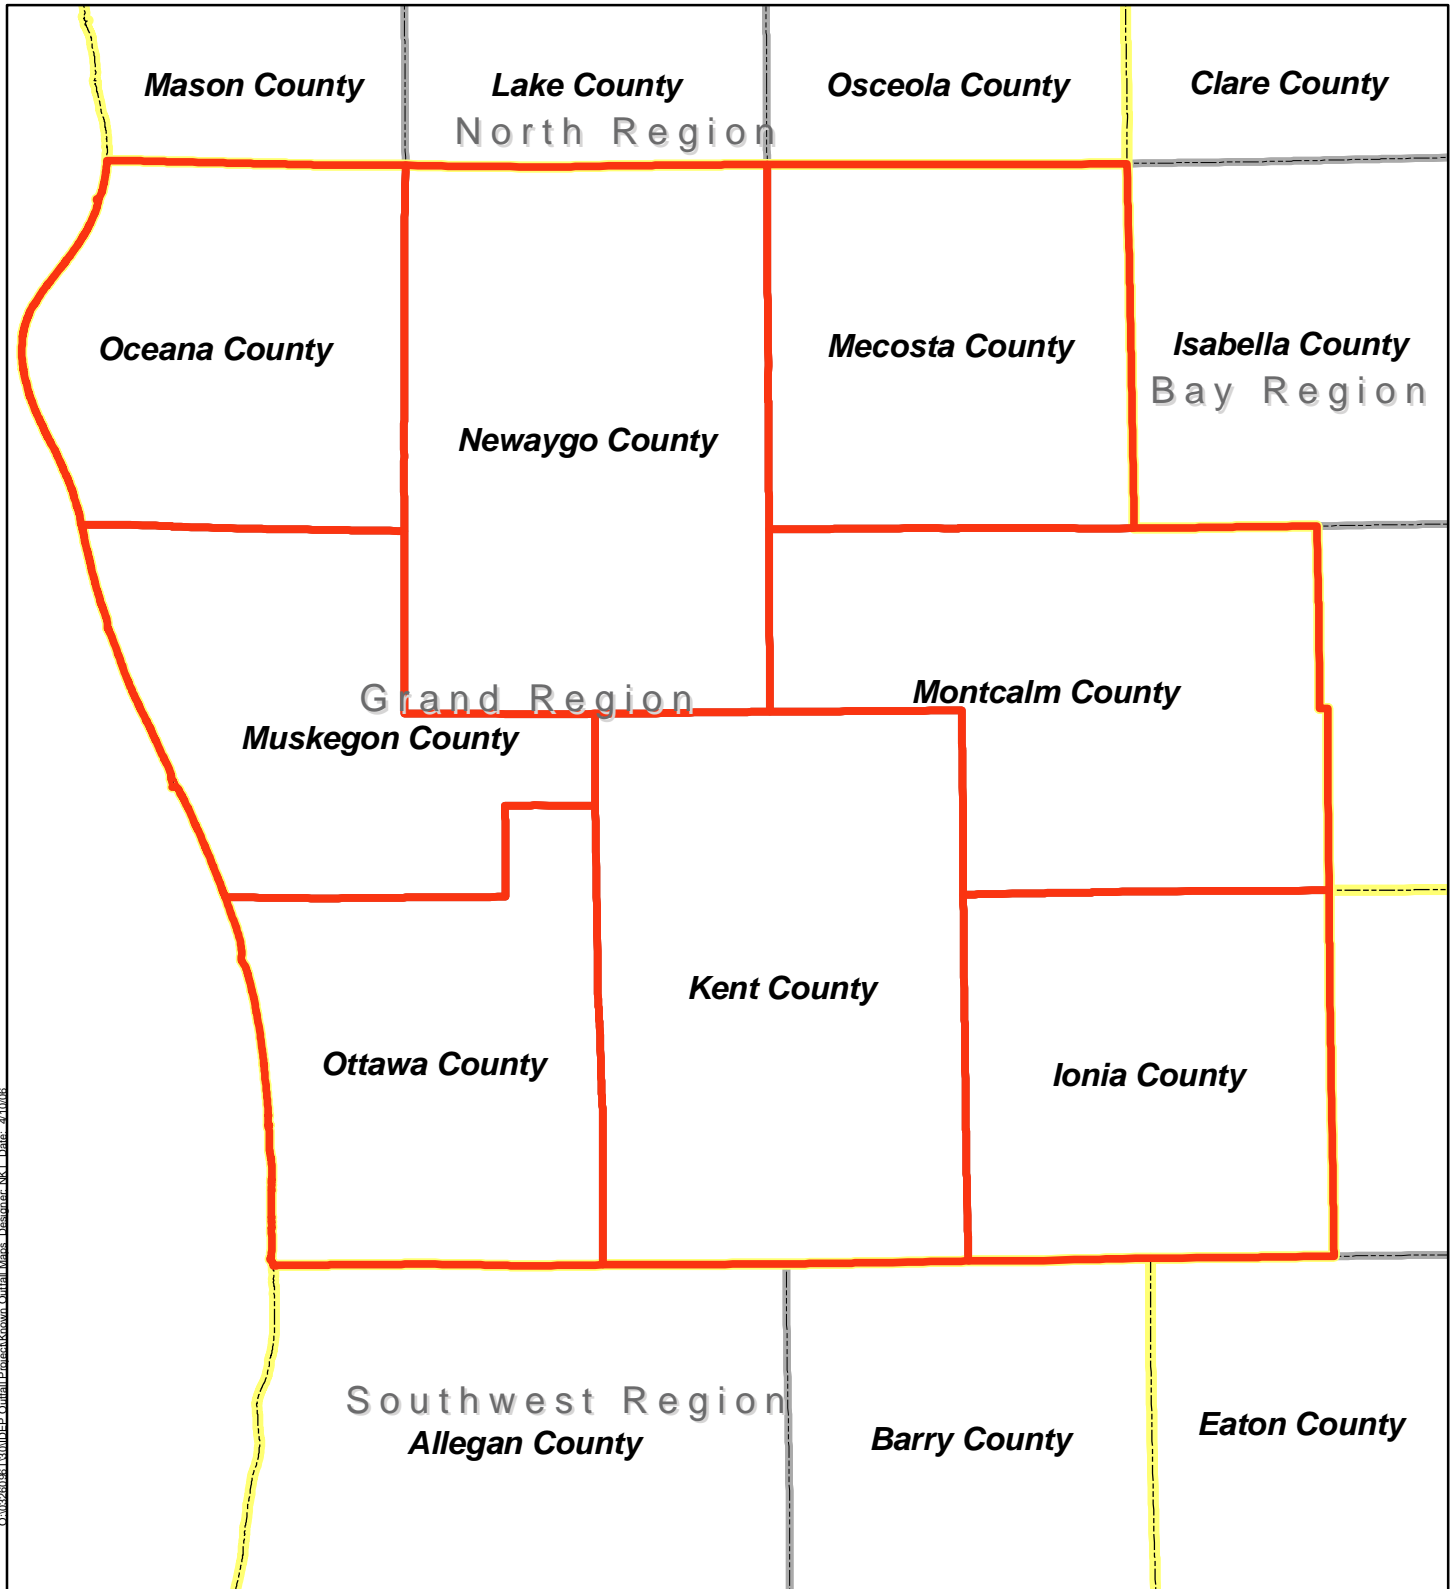 Mason County
Lake County
Osceola County
Clare County
North Region
Oceana County
Mecosta County
Isabella County
Bay Region
Newaygo County
Grand Region
Montcalm County
Muskegon County
Kent County
Ottawa County
Ionia County
Southwest Region
Allegan County
Barry County
Eaton County